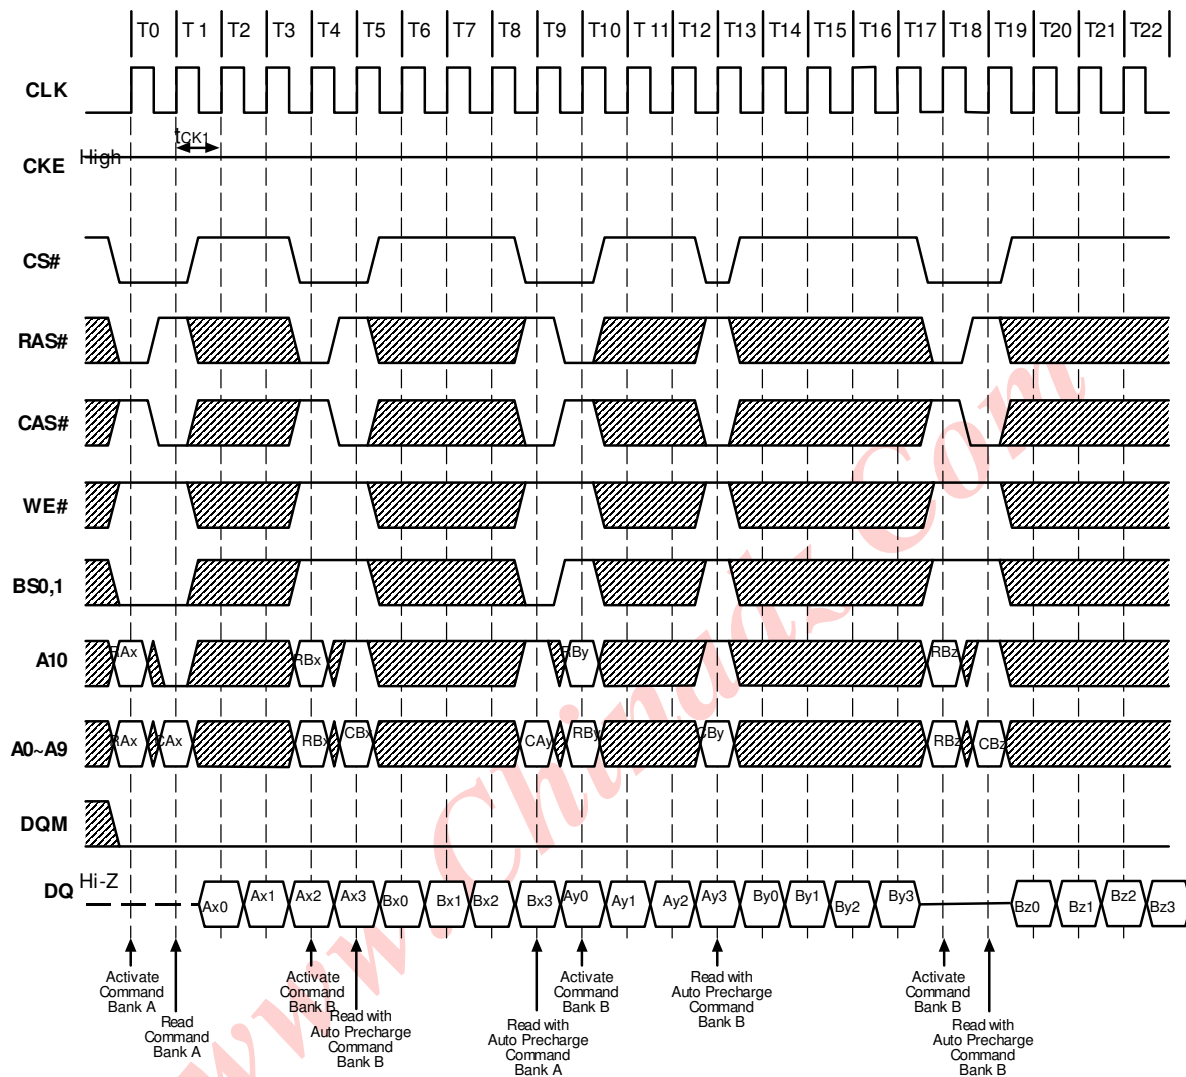 T0 T 1 T2 T3 T4 T5 T6 T7 T8 T9 T10 T 11 T12 T13 T14 T15 T16 T17 T18 T19 T20 T21 T22
CLK
tCK1
CKE High
CS#
RAS#
CAS#
WE#
BS0,1
A10 RAx RBx RBy RBz
A0~A9 RAx CAx RBx CBx CAy RBy CBy RBz CBz
DQM
DQ Hi-Z Ax0 Ax1 Ax2 Ax3 Bx0 Bx1 Bx2 Bx3 Ay0 Ay1 Ay2 Ay3 By0 By1 By2 By3 Bz0 Bz1 Bz2 Bz3
Activate
Command
Bank A
Read
Command
Bank A
Activate
Command
Bank B
Read with
Auto Precharge
Command
Bank B
Read with
Auto Precharge
Command
Bank A
Activate
Command
Bank B
Read with
Auto Precharge
Command
Bank B
Activate
Command
Bank B
Read with
Auto Precharge
Command
Bank B